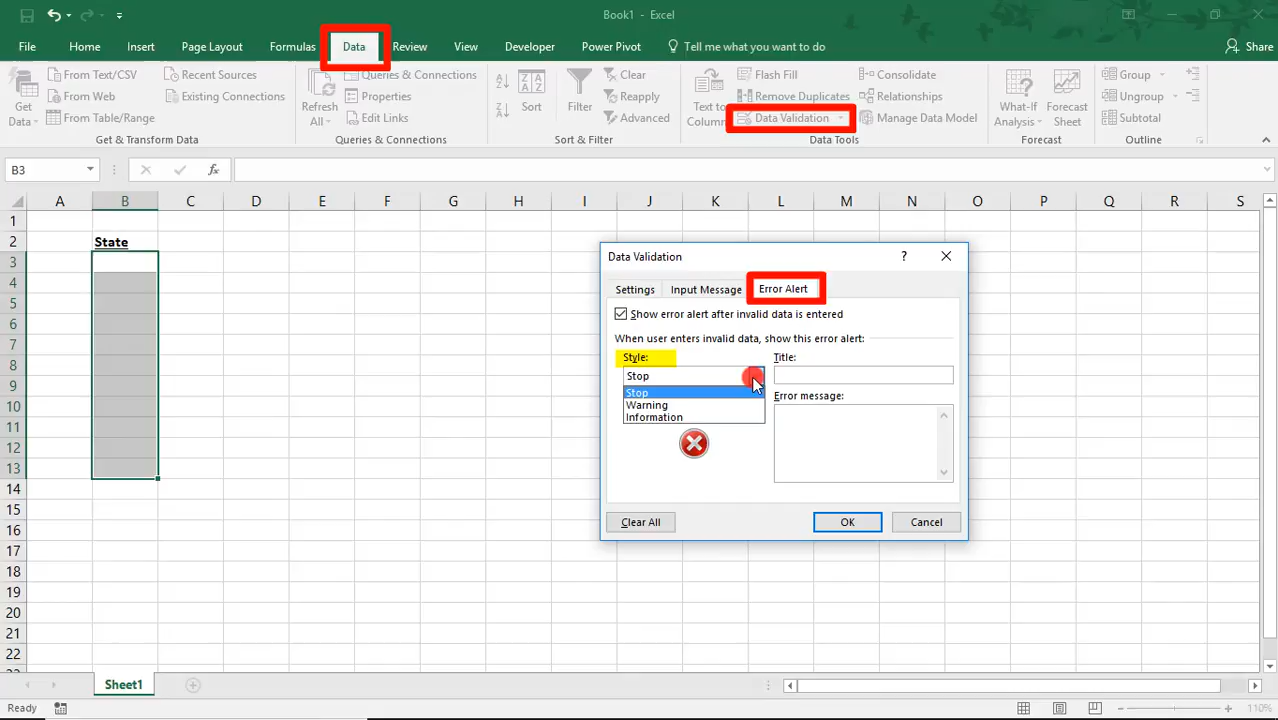 Book1 - Excel
File Home Insert Page Layout Formulas Data Review View Developer Power Pivot Tell me what you want to do Share
Get Data
From Text/CSV
From Web
From Table/Range
Recent Sources
Existing Connections
Get & Transform Data
Refresh All
Queries & Connections
Properties
Edit Links
Queries & Connections
Sort
Filter
Clear
Reapply
Advanced
Sort & Filter
Text to Columns
Flash Fill
Remove Duplicates
Data Validation
Consolidate
Relationships
Manage Data Model
Data Tools
What-If Analysis
Forecast Sheet
Forecast
Group
Ungroup
Subtotal
Outline
B3 fx
A B C D E F G H I J K L M N O P Q R S
1
2 State
3
4
5
6
7
8
9
10
11
12
13
14
15
16
17
18
19
20
21
22
Data Validation ?
Settings Input Message Error Alert
Show error alert after invalid data is entered
When user enters invalid data, show this error alert:
Style: Title:
Stop
Stop
Warning
Information
Error message:
Clear All OK Cancel
Sheet1
Ready 110%